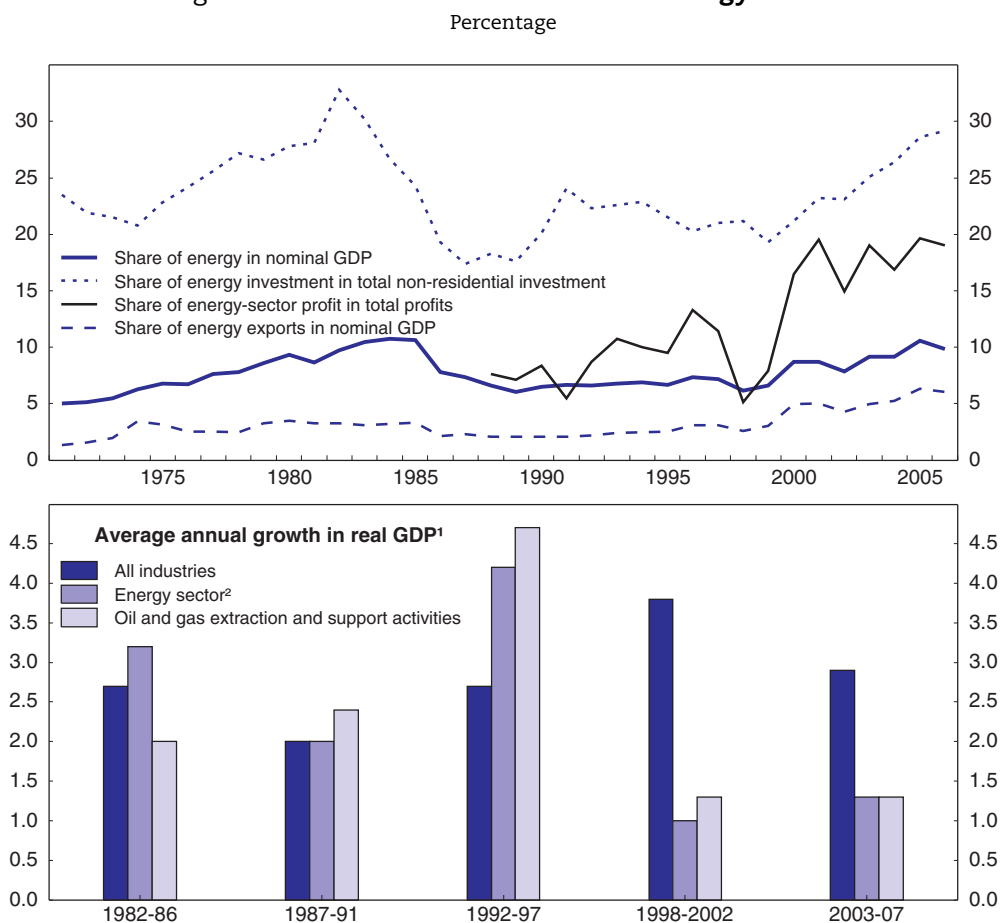 Percentage
30 30
25 25
20 20
Share of energy in nominal GDP
Share of energy investment in total non-residential investment
15 15
Share of energy-sector profit in total profits
Share of energy exports in nominal GDP
10 10
5 5
0 0
1975 1980 1985 1990 1995 2000 2005
Average annual growth in real GDP¹
4.5 4.5
All industries
4.0 4.0
Energy sector²
Oil and gas extraction and support activities
3.5 3.5
3.0 3.0
2.5 2.5
2.0 2.0
1.5 1.5
1.0 1.0
0.5 0.5
0.0 0.0
1982-86 1987-91 1992-97 1998-2002 2003-07